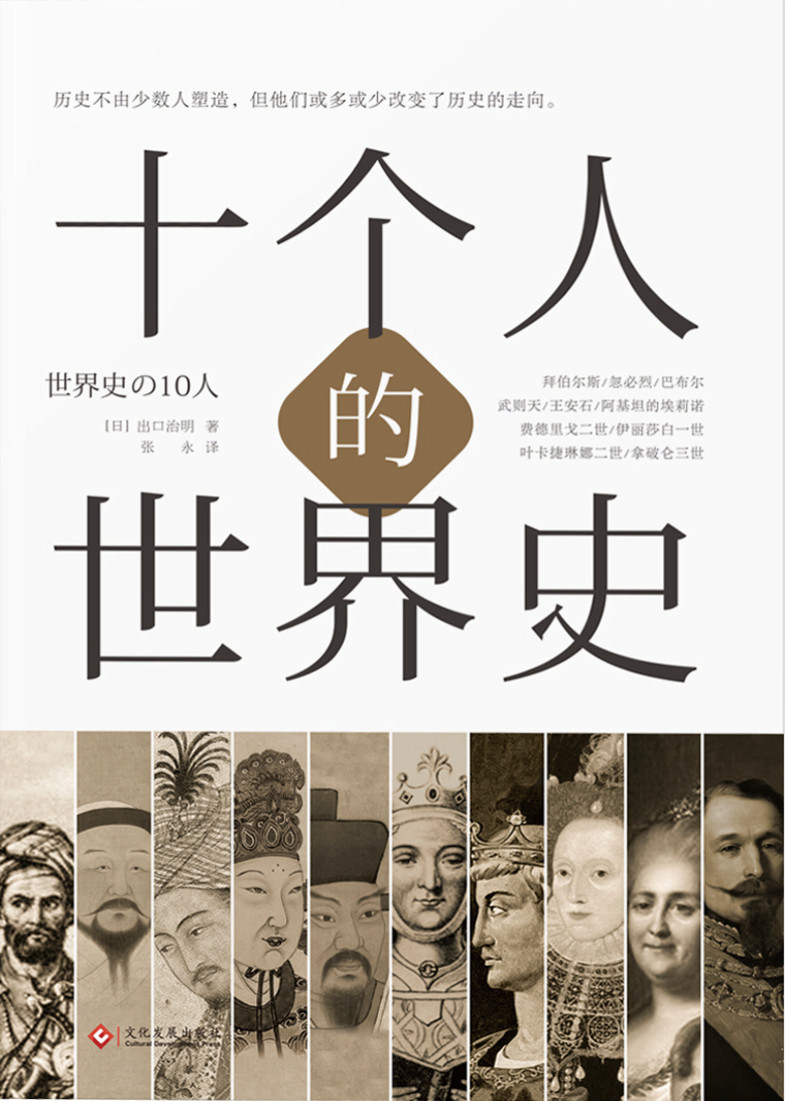 历史不由少数人塑造，但他们或多或少改变了历史的走向。
十个人
的
世界史
世界史の10人
［日］出口治明 著
张 永 译
拜伯尔斯/忽必烈/巴布尔
武则天/王安石/阿基坦的埃莉诺
费德里戈二世/伊丽莎白一世
叶卡捷琳娜二世/拿破仑三世
文化发展出版社
Cultural Development Press